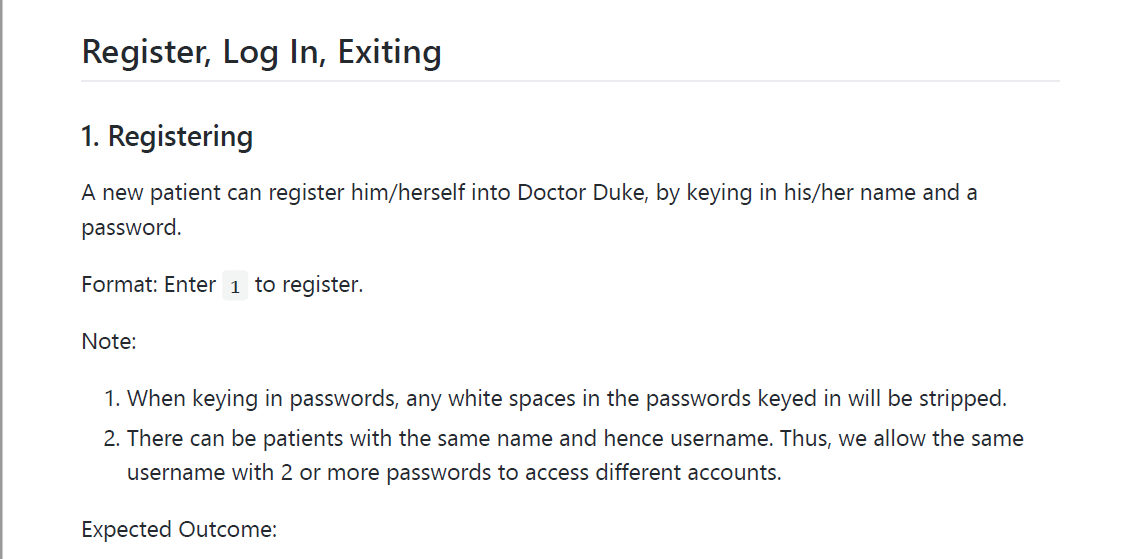 Register, Log In, Exiting
1. Registering
A new patient can register him/herself into Doctor Duke, by keying in his/her name and a
password.
Format: Enter 1 to register.
Note:
1. When keying in passwords, any white spaces in the passwords keyed in will be stripped.
2. There can be patients with the same name and hence username. Thus, we allow the same
username with 2 or more passwords to access different accounts.
Expected Outcome: